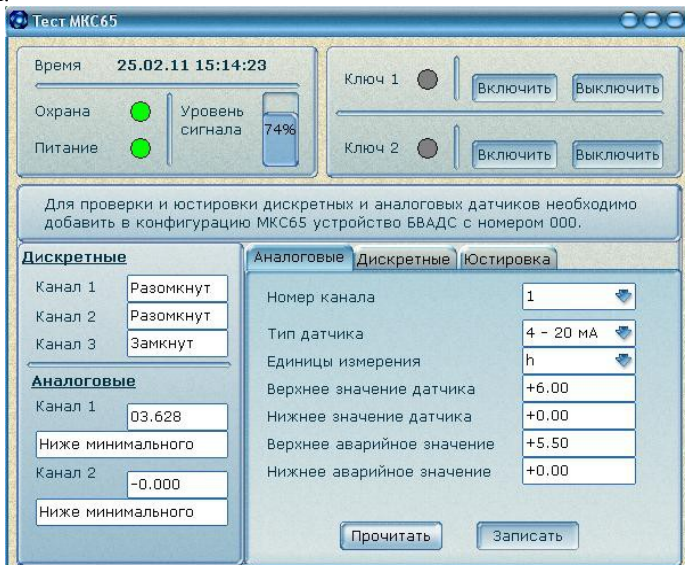 Тест МКС65
Время 25.02.11 15:14:23
Охрана
Питание
Уровень
сигнала
74%
Ключ 1 Включить Выключить
Ключ 2 Включить Выключить
Для проверки и юстировки дискретных и аналоговых датчиков необходимо
добавить в конфигурацию МКС65 устройство БВАДС с номером 000.
Дискретные
Канал 1 Разомкнут
Канал 2 Разомкнут
Канал 3 Замкнут
Аналоговые
Канал 1 03.628
Ниже минимального
Канал 2 -0.000
Ниже минимального
Аналоговые Дискретные Юстировка
Номер канала 1
Тип датчика 4 - 20 мА
Единицы измерения h
Верхнее значение датчика +6.00
Нижнее значение датчика +0.00
Верхнее аварийное значение +5.50
Нижнее аварийное значение +0.00
Прочитать Записать